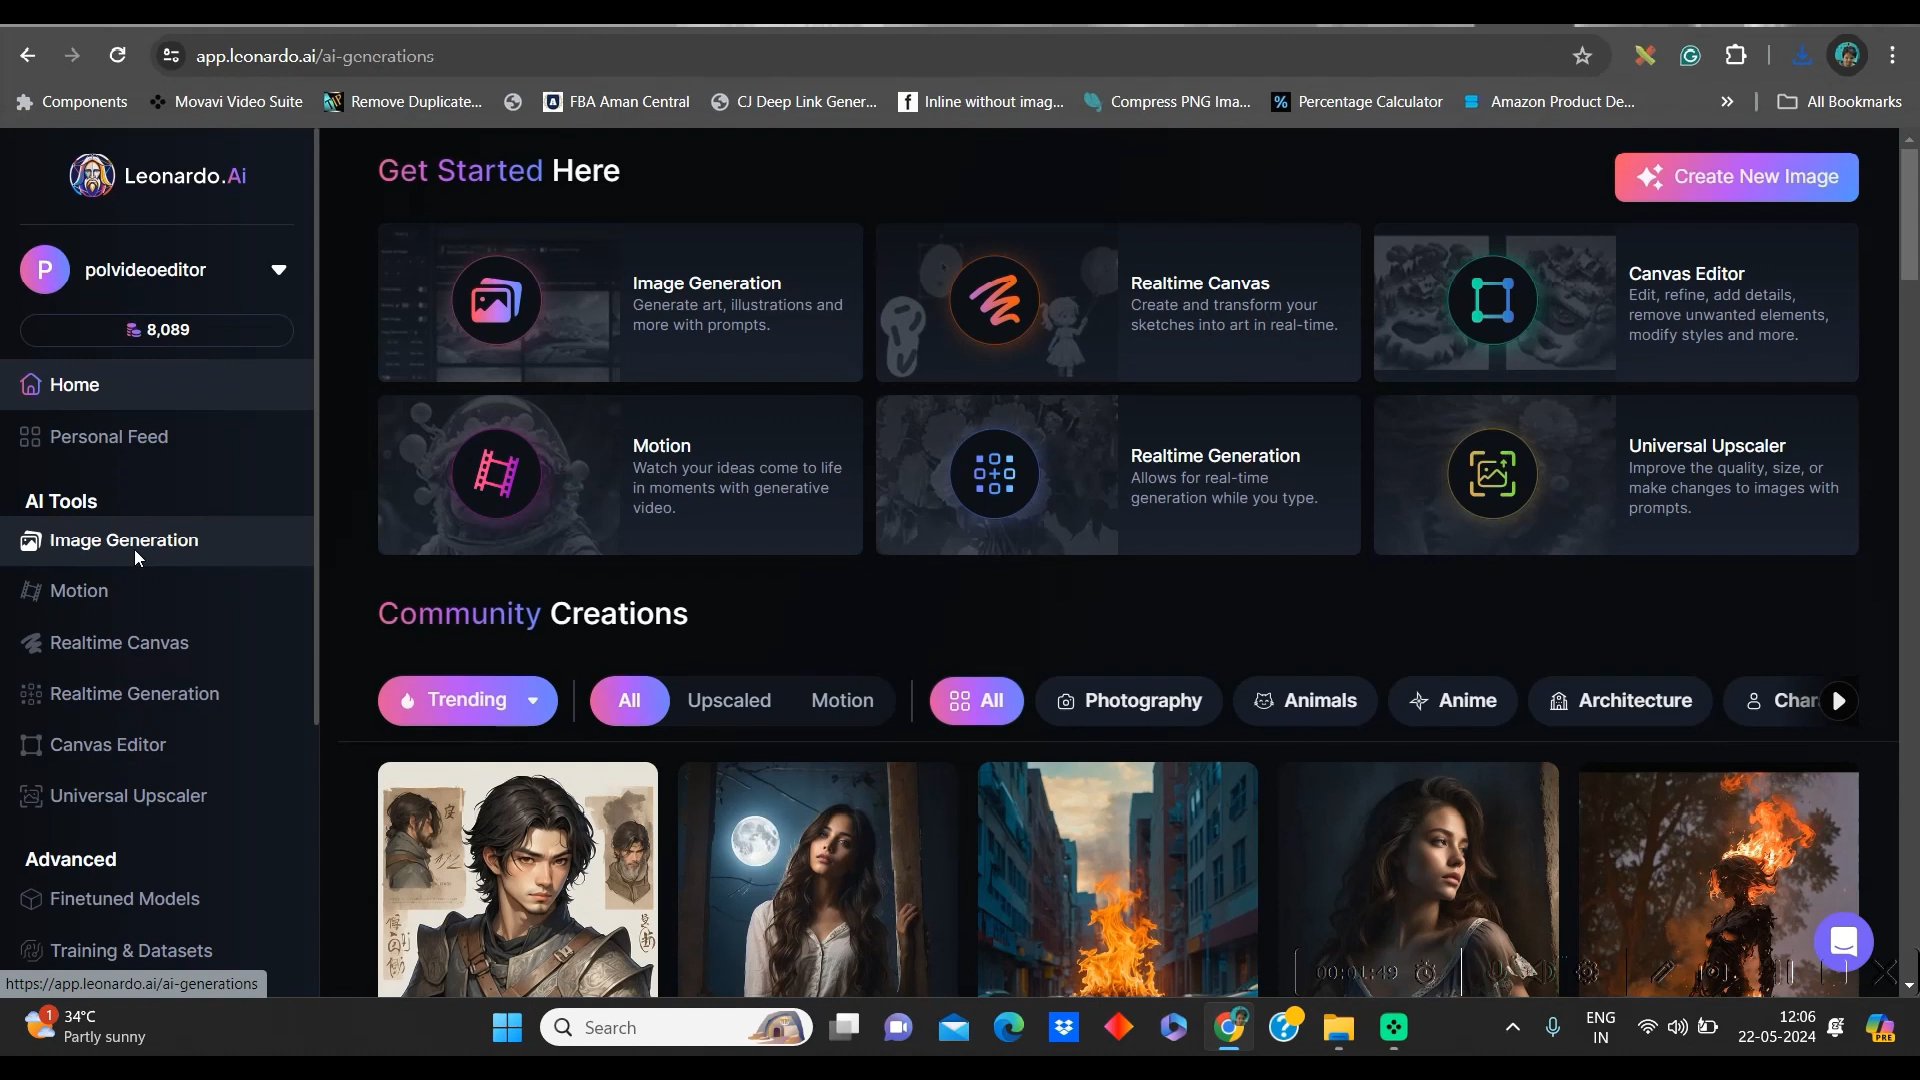 app.leonardo.ai/ai-generations
Components
Movavi Video Suite
Remove Duplicate...
FBA Aman Central
CJ Deep Link Gener...
Inline without imag...
Compress PNG Ima...
Percentage Calculator
Amazon Product De...
All Bookmarks
Leonardo.Ai
P
polvideoeditor
8,089
Home
Personal Feed
AI Tools
Image Generation
Motion
Realtime Canvas
Realtime Generation
Canvas Editor
Universal Upscaler
Advanced
Finetuned Models
Training & Datasets
https://app.leonardo.ai/ai-generations
Get Started Here
Create New Image
Image Generation
Generate art, illustrations and
more with prompts.
Realtime Canvas
Create and transform your
sketches into art in real-time.
Canvas Editor
Edit, refine, add details,
remove unwanted elements,
modify styles and more.
Motion
Watch your ideas come to life
in moments with generative
video.
Realtime Generation
Allows for real-time
generation while you type.
Universal Upscaler
Improve the quality, size, or
make changes to images with
prompts.
Community Creations
Trending
All
Upscaled
Motion
All
Photography
Animals
Anime
Architecture
Char
00:01:49
1
34°C
Partly sunny
Search
ENG
IN
12:06
22-05-2024
PRE